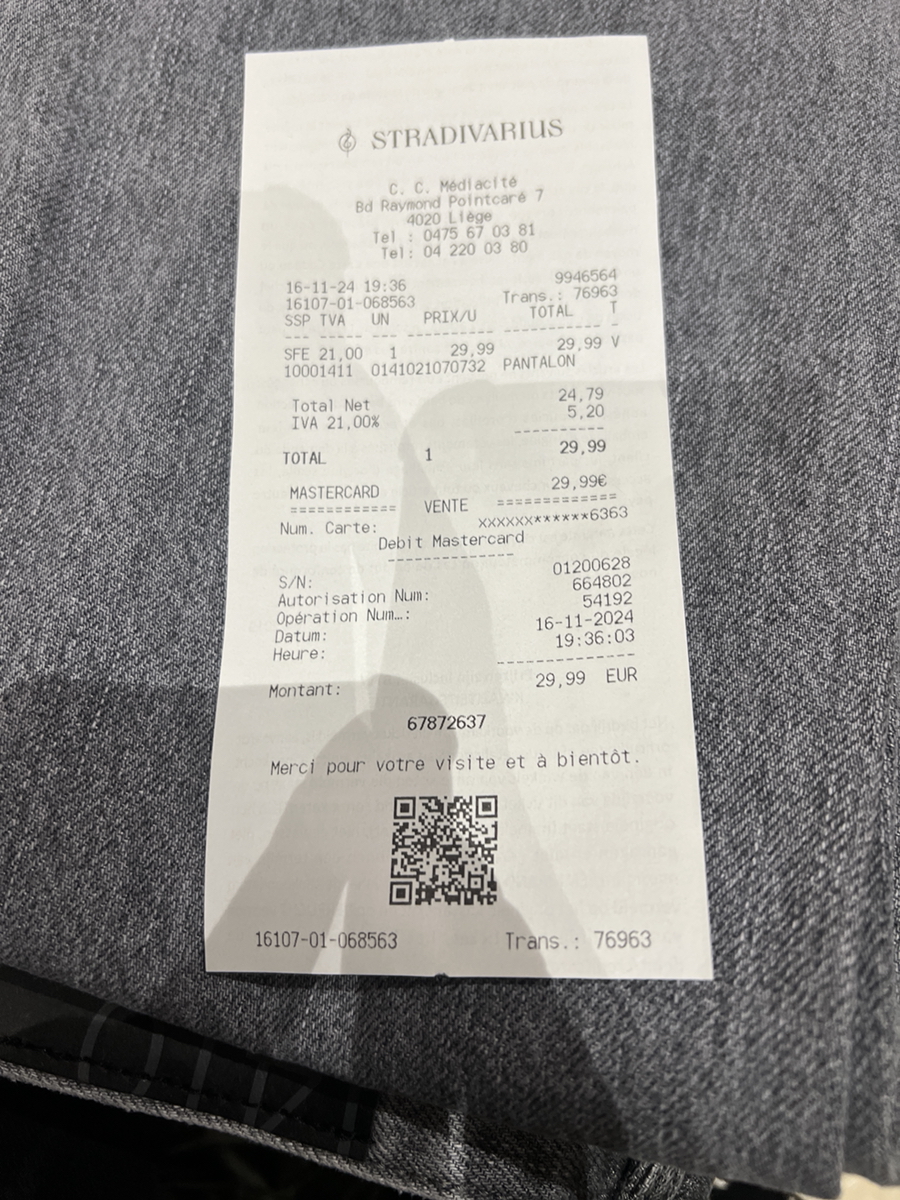 STRADIVARIUS
C. C. Médiacité
Bd Raymond Pointcaré 7
4020 Liège
Tel : 0475 67 03 81
Tel: 04 220 03 80
16-11-24 19:36 9946564
16107-01-068563 Trans.: 76963
SSP TVA UN PRIX/U TOTAL T
--- --- -- --------- ---------- -
SFE 21,00 1 29,99 29,99 V
10001411 0141021070732 PANTALON
Total Net 24,79
IVA 21,00% 5,20
----------
TOTAL 1 29,99
MASTERCARD 29,99€
============ VENTE =============
Num. Carte: XXXXXX******6363
Debit Mastercard
--------------
S/N: 01200628
Autorisation Num: 664802
Opération Num…: 54192
Datum: 16-11-2024
Heure: 19:36:03
---------------
Montant: 29,99 EUR
67872637
Merci pour votre visite et à bientôt.
16107-01-068563 Trans.: 76963